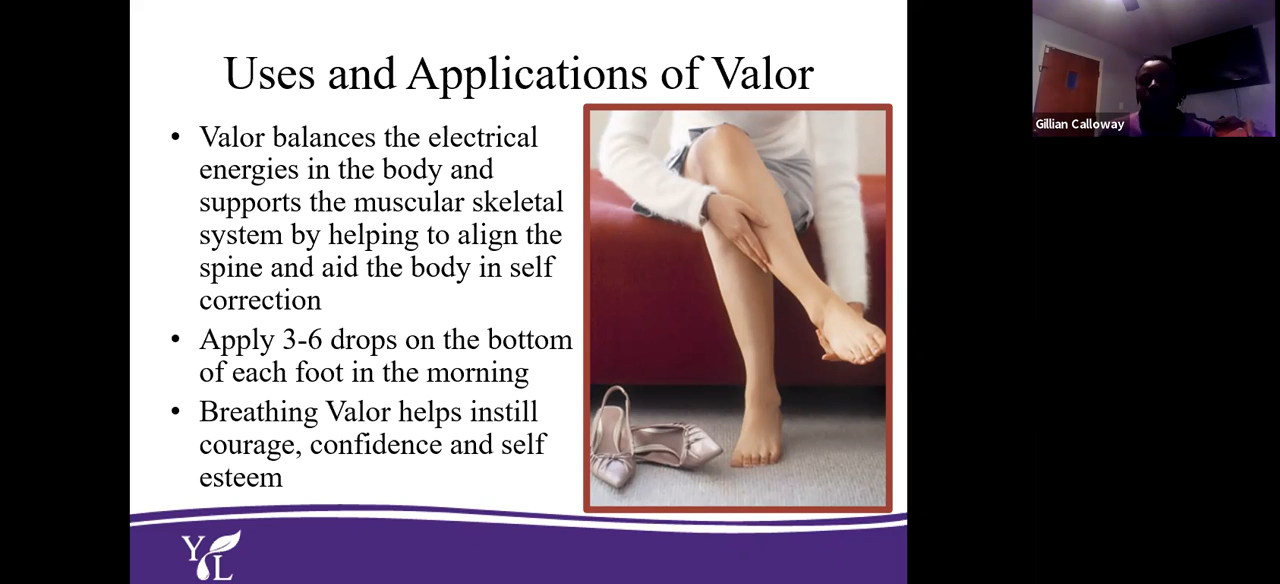 Uses and Applications of Valor
• Valor balances the electrical
energies in the body and
supports the muscular skeletal
system by helping to align the
spine and aid the body in self
correction
• Apply 3-6 drops on the bottom
of each foot in the morning
• Breathing Valor helps instill
courage, confidence and self
esteem
YL
Gillian Calloway